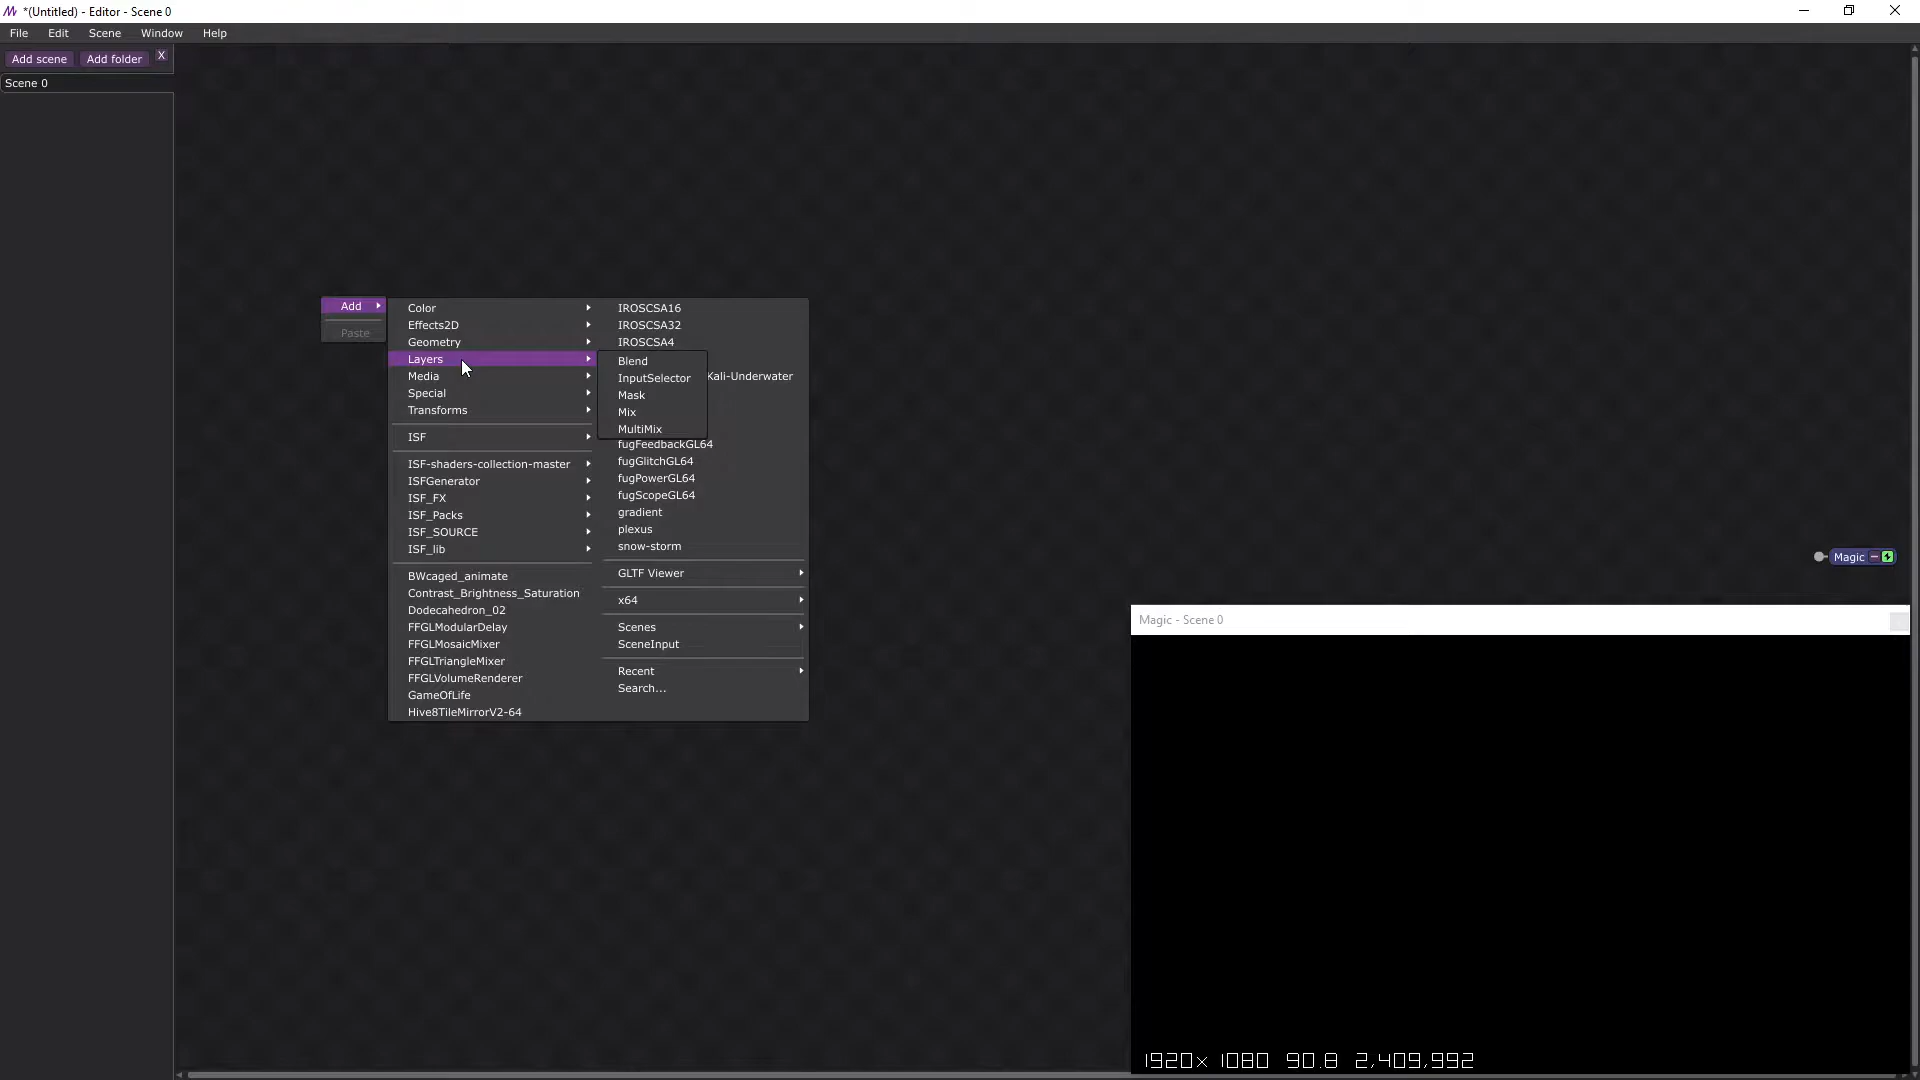 *(Untitled) - Editor - Scene 0
File Edit Scene Window Help
Add scene Add folder X
Scene 0
Add
Paste
Color
Effects2D
Geometry
Layers
Media
Special
Transforms
ISF
ISF-shaders-collection-master
ISFGenerator
ISF_FX
ISF_Packs
ISF_SOURCE
ISF_lib
BWcaged_animate
Contrast_Brightness_Saturation
Dodecahedron_02
FFGLModularDelay
FFGLMosaicMixer
FFGLTriangleMixer
FFGLVolumeRenderer
GameOfLife
Hive8TileMirrorV2-64
IROSCSA16
IROSCSA32
IROSCSA4
Blend
InputSelector
Kali-Underwater
Mask
Mix
MultiMix
fugFeedbackGL64
fugGlitchGL64
fugPowerGL64
fugScopeGL64
gradient
plexus
snow-storm
GLTF Viewer
x64
Scenes
SceneInput
Recent
Search...
Magic
Magic - Scene 0
1920x 1080 90.8 2,409,992